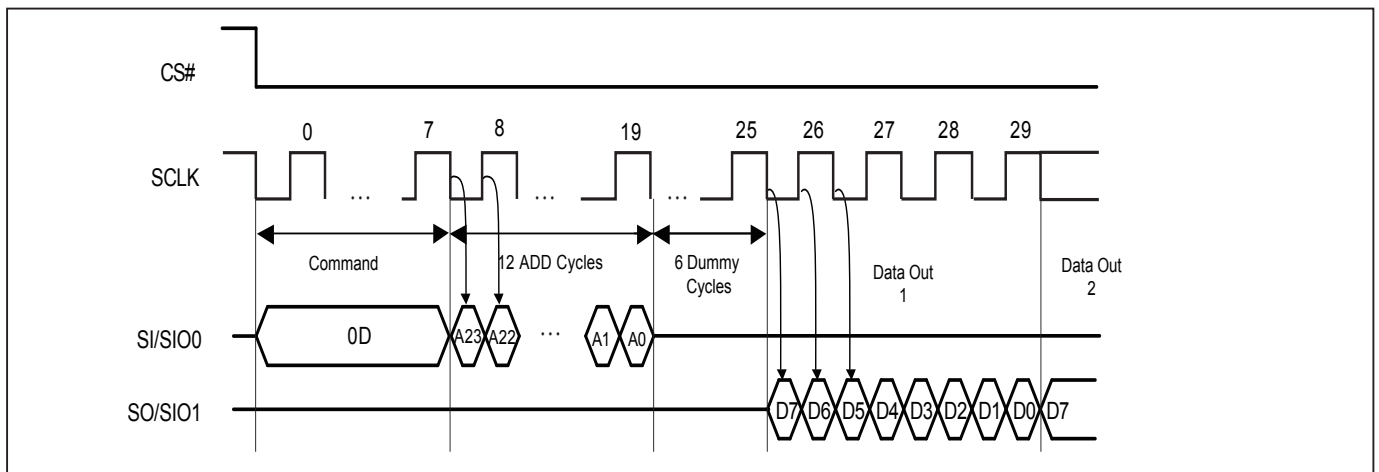 CS#
0 7 8 19 25 26 27 28 29
SCLK
... ... ...
Command 12 ADD Cycles 6 Dummy Cycles Data Out 1 Data Out 2
SI/SIO0 0D A23 A22 ... A1 A0
SO/SIO1 D7 D6 D5 D4 D3 D2 D1 D0 D7